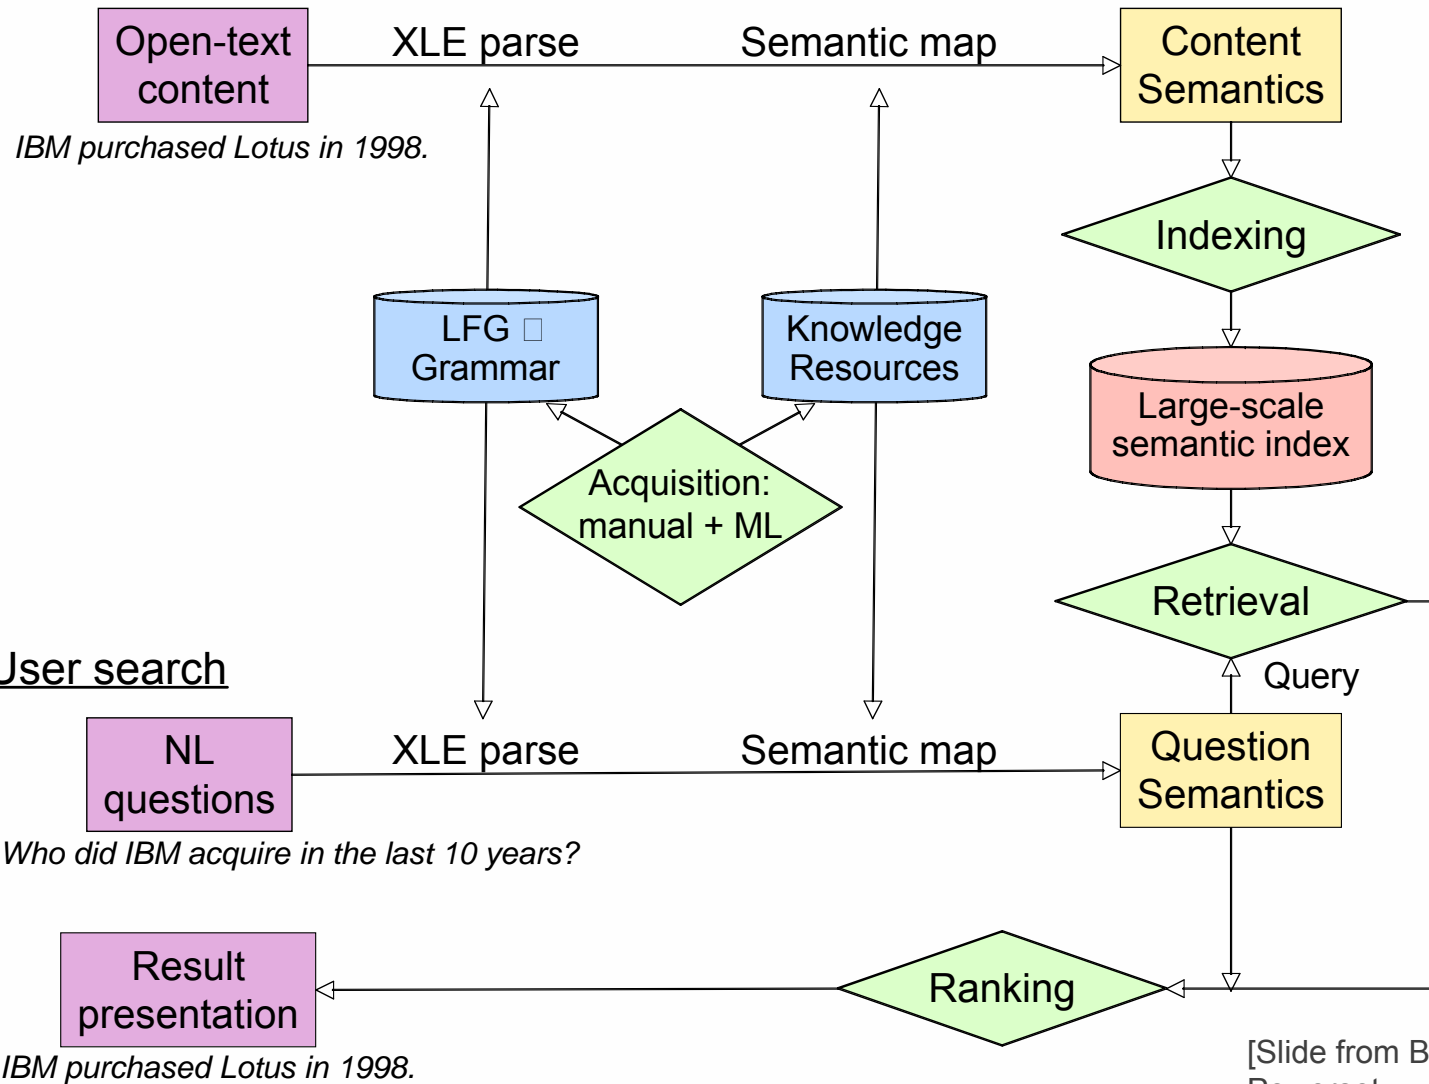 Open-text
content
XLE parse
Semantic map
Content
Semantics
IBM purchased Lotus in 1998.
Indexing
LFG
Grammar
Knowledge
Resources
Large-scale
semantic index
Acquisition:
manual + ML
Retrieval
User search
Query
NL
questions
XLE parse
Semantic map
Question
Semantics
Who did IBM acquire in the last 10 years?
Result
presentation
Ranking
IBM purchased Lotus in 1998.
[Slide from B